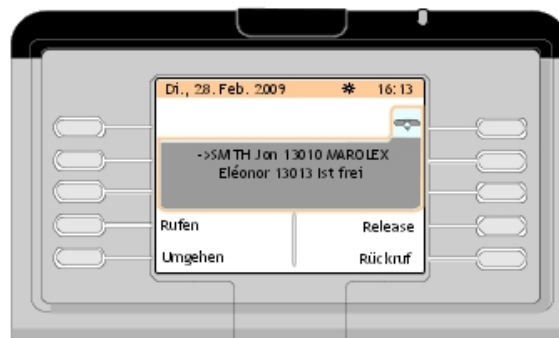 Di., 28. Feb. 2009 16:13
->SMITH Jon 13010 MAROLEX
Eléonor 13013 Ist frei
Rufen Release
Umgehen Rückruf